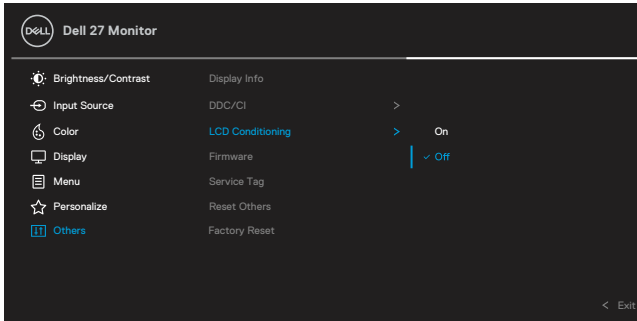 DELL Dell 27 Monitor
Brightness/Contrast Display Info
Input Source DDC/CI >
Color LCD Conditioning > On
Display Firmware ✓ Off
Menu Service Tag
Personalize Reset Others
Others Factory Reset
< Exit